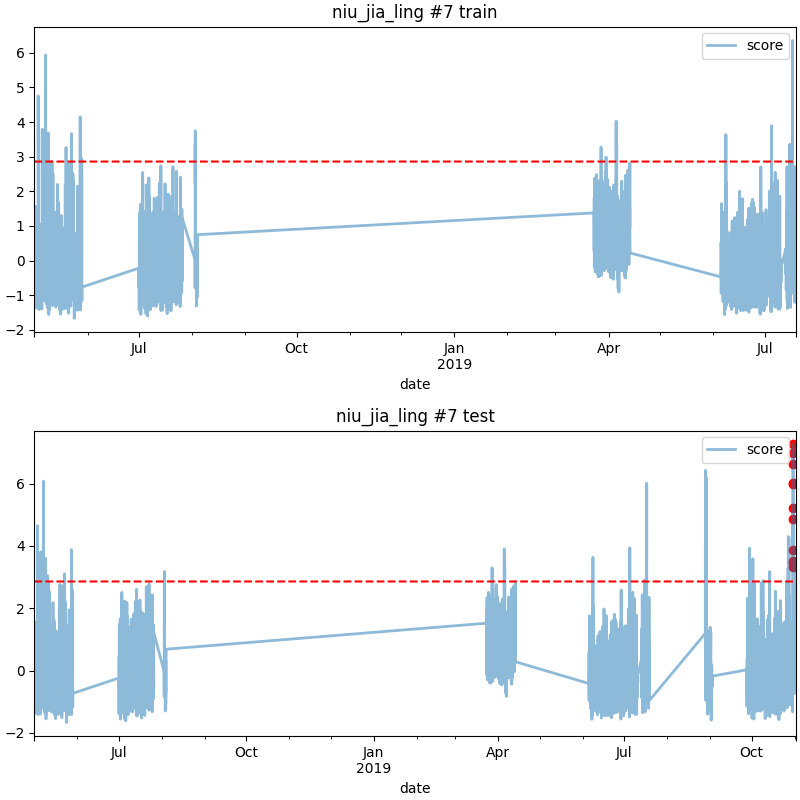 niu_jia_ling #7 train
score
6
5
4
3
2
1
0
−1
−2
Jul
Oct
Jan
2019
Apr
Jul
date
niu_jia_ling #7 test
score
6
4
2
0
−2
Jul
Oct
Jan
2019
Apr
Jul
Oct
date